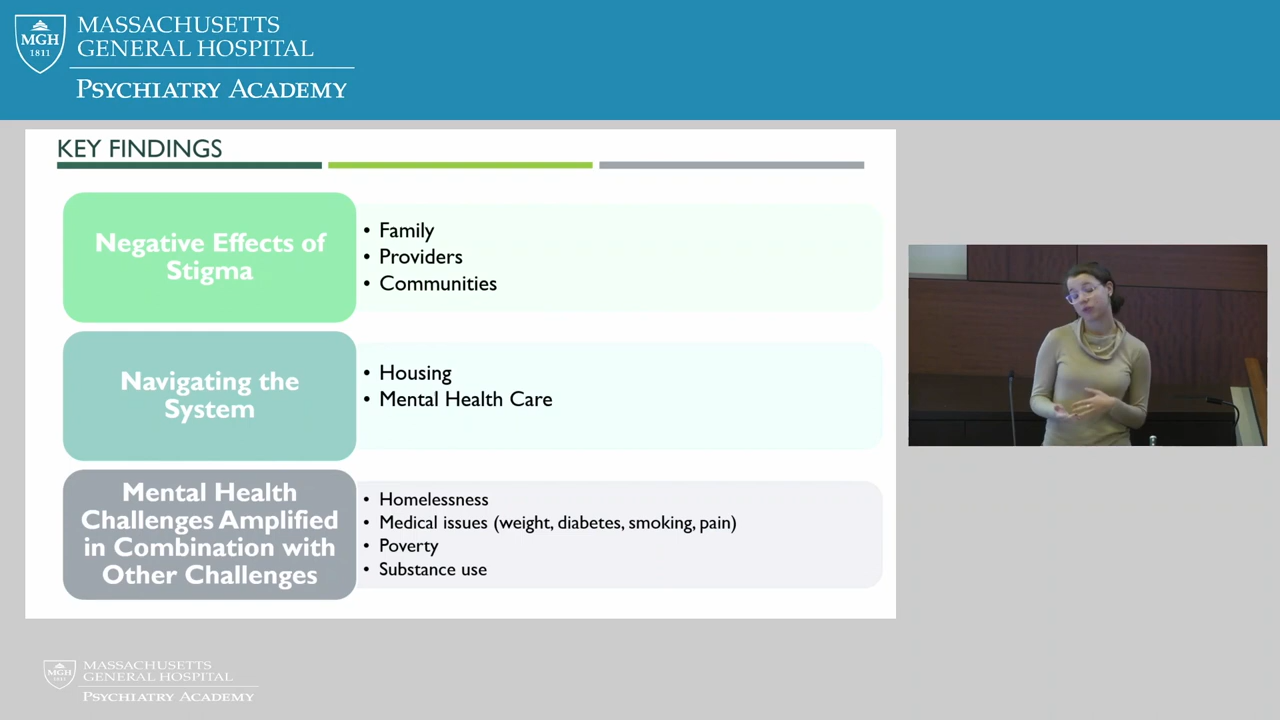 MASSACHUSETTS
GENERAL HOSPITAL
PSYCHIATRY ACADEMY
MGH
1811
KEY FINDINGS
Negative Effects of
Stigma
• Family
• Providers
• Communities
Navigating the
System
• Housing
• Mental Health Care
Mental Health
Challenges Amplified
in Combination with
Other Challenges
• Homelessness
• Medical issues (weight, diabetes, smoking, pain)
• Poverty
• Substance use
MGH
MASSACHUSETTS
GENERAL HOSPITAL
PSYCHIATRY ACADEMY